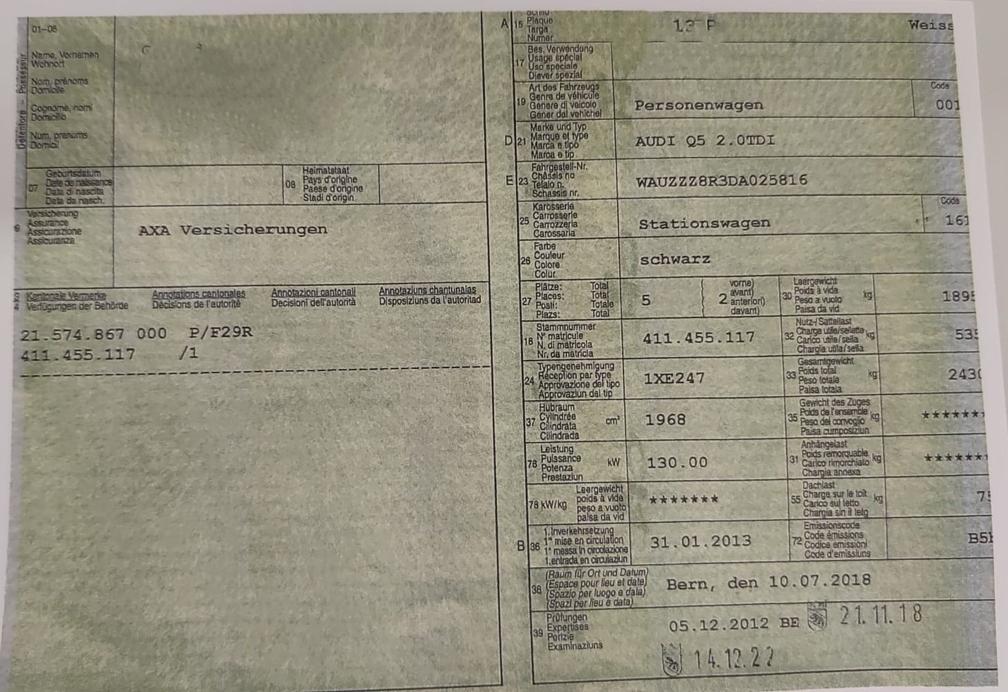 01-06
Name, Vornamen
Wohnort
Nom, prénoms
Domicile
Cognome, nomi
Domicilio
Num, prenums
Domicil
07
Geburtsdatum
Date de naissance
Data di nascita
Data da nasch.
08
Heimatstaat
Pays d'origine
Paese d'origine
Stadi d'origin
9
Versicherung
Assurance
Assicurazione
Assicuranza
AXA Versicherungen
Kantonale Vermerke Annotations cantonales Annotazioni cantonali Annotaziuns chantunalas
Verfügungen der Behörde Décisions de l'autorité Decisioni dell'autorità Disposiziuns da l'autoritad
21.574.867 000 P/F29R
411.455.117 /1
A 15
Plaque
Targa
Numer
Weiss
17
Bes. Verwendung
Usage spécial
Uso speciale
Diever spezial
19
Art des Fahrzeugs
Genre de véhicule
Genere di veicolo
Gener dal vehichel
Personenwagen
Code
001
D 21
Marke und Typ
Marque et type
Marca e tipo
Marca e tip
AUDI Q5 2.0TDI
E 23
Fahrgestell-Nr.
Châssis no
Telaio n.
Schassis nr.
WAUZZZ8R3DA025816
25
Karosserie
Carrosserie
Carrozzeria
Carossaria
Stationswagen
Code
161
26
Farbe
Couleur
Colore
Colur
schwarz
27
Plätze: Total
Places: Total
Posti: Totale
Plazs: Total
5
2
vorne)
avant)
anteriori)
davant)
30
Leergewicht
Poids à vide
Peso a vuoto
Paisa da vid
kg
1895
18
Stammnummer
N° matricule
N. di matricola
Nr. da matricla
411.455.117
32
Nutz-/Sattellast
Charge utile/sellette
Carico utile/sella
Chargia utila/sella
kg
535
24
Typengenehmigung
Réception par type
Approvazione del tipo
Approvaziun dal tip
1XE247
33
Gesamtgewicht
Poids total
Peso totale
Paisa totala
kg
2430
37
Hubraum
Cylindrée
Cilindrata
Cilindrada
cm³
1968
35
Gewicht des Zuges
Poids de l'ensemble
Peso del convoglio
Paisa cumposiziun
kg
*******
76
Leistung
Puissance
Potenza
Prestaziun
kW
130.00
31
Anhängelast
Poids remorquable
Carico rimorchiato
Chargia annexa
kg
*******
78 kW/kg
Leergewicht
poids à vide
peso a vuoto
paisa da vid
*******
55
Dachlast
Charge sur le toit
Carico sul tetto
Chargia sin il tetg
kg
75
B 36
1. Inverkehrsetzung
1re mise en circulation
1a messa in circolazione
1. entrada en circulaziun
31.01.2013
72
Emissionscode
Code émissions
Codice emissioni
Code d'emissiuns
B5
38
(Raum für Ort und Datum)
(Espace pour lieu et date)
(Spazio per luogo e data)
(Spazi per lieu e data)
Bern, den 10.07.2018
39
Prüfungen
Expertises
Perizie
Examinaziuns
05.12.2012 BE
21.11.18
14.12.22